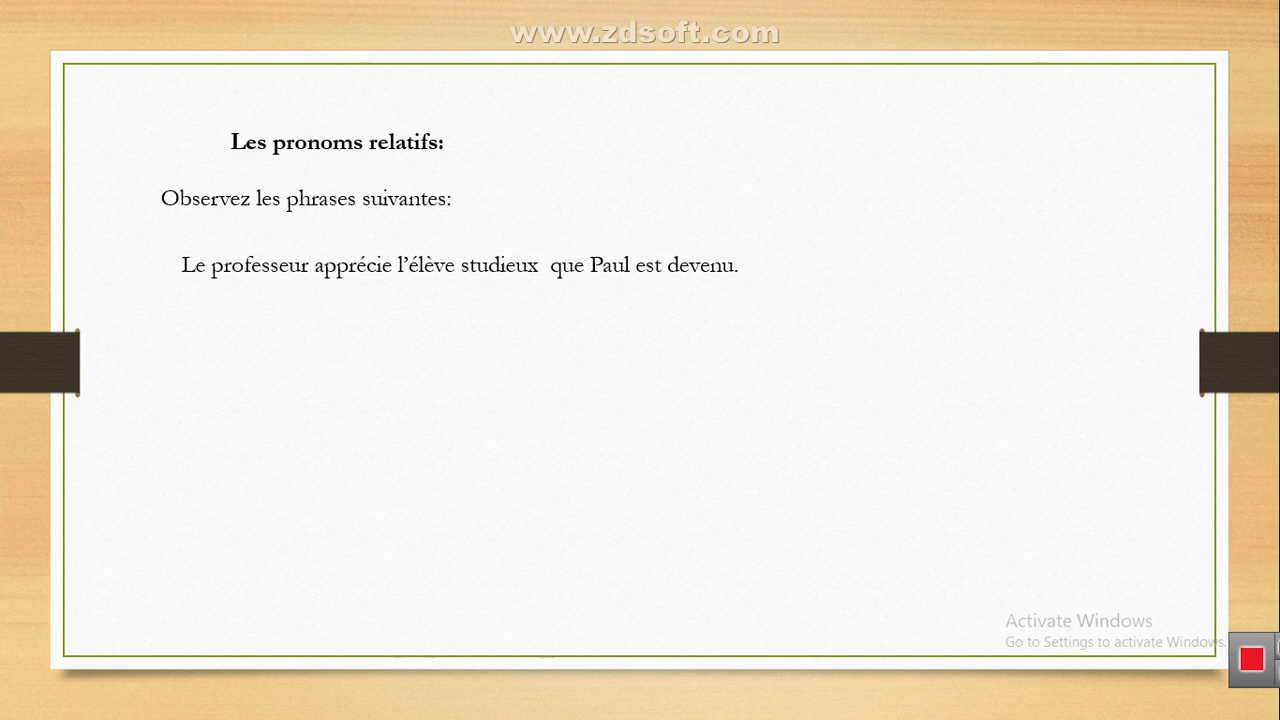 www.zdsoft.com
Les pronoms relatifs:
Observez les phrases suivantes:
Le professeur apprécie l’élève studieux  que Paul est devenu.
Activate Windows
Go to Settings to activate Windows.